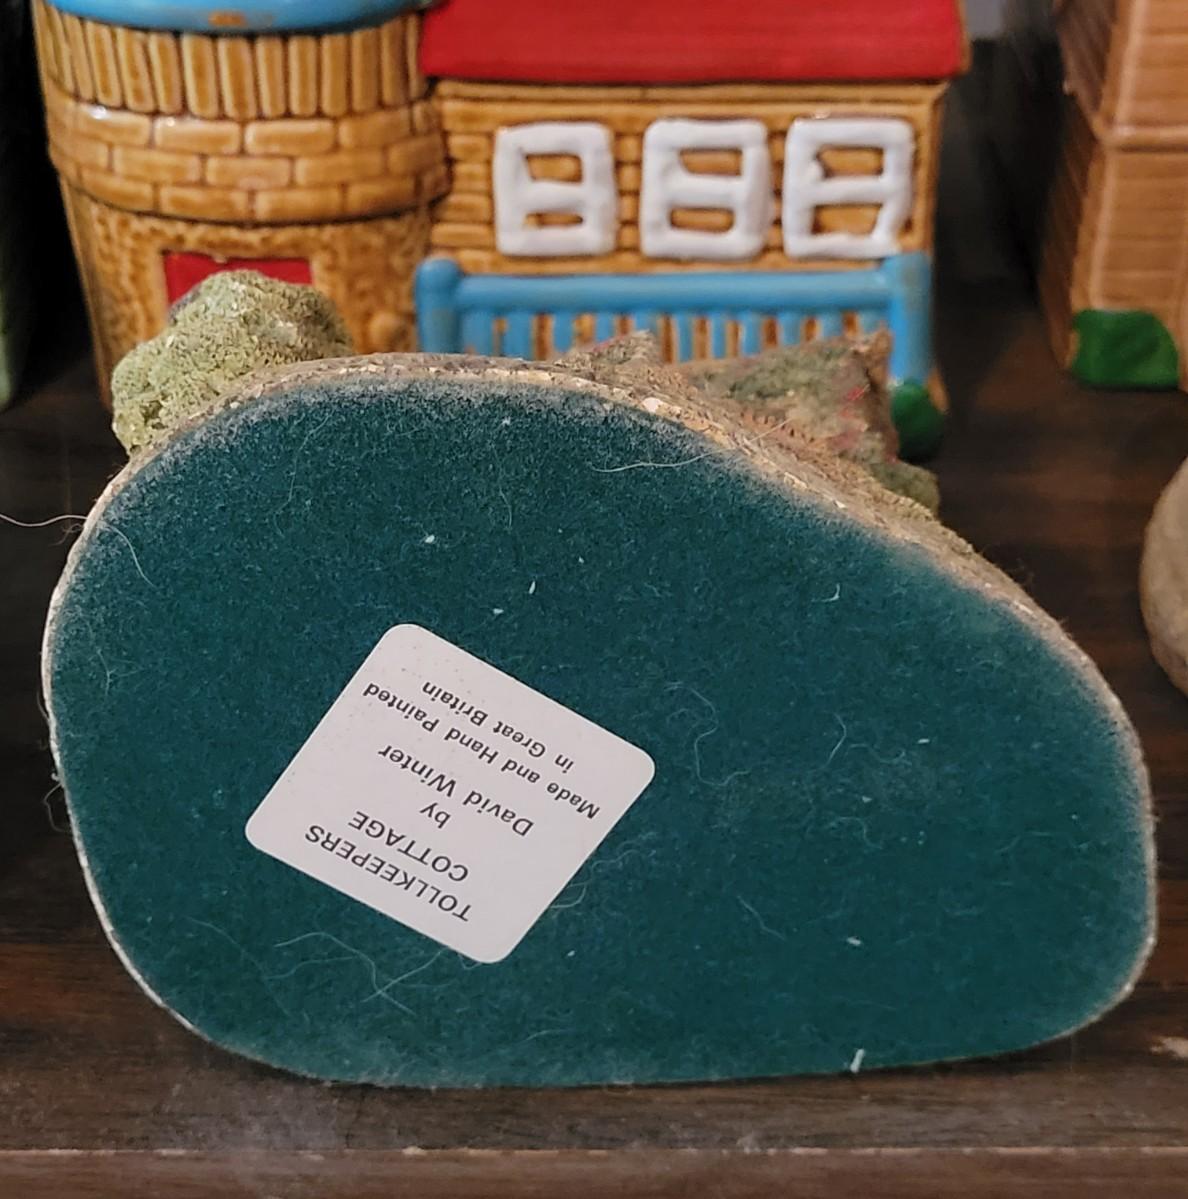 TOLLKEEPERS
COTTAGE
by
David Winter
Made and Hand Painted
in Great Britain